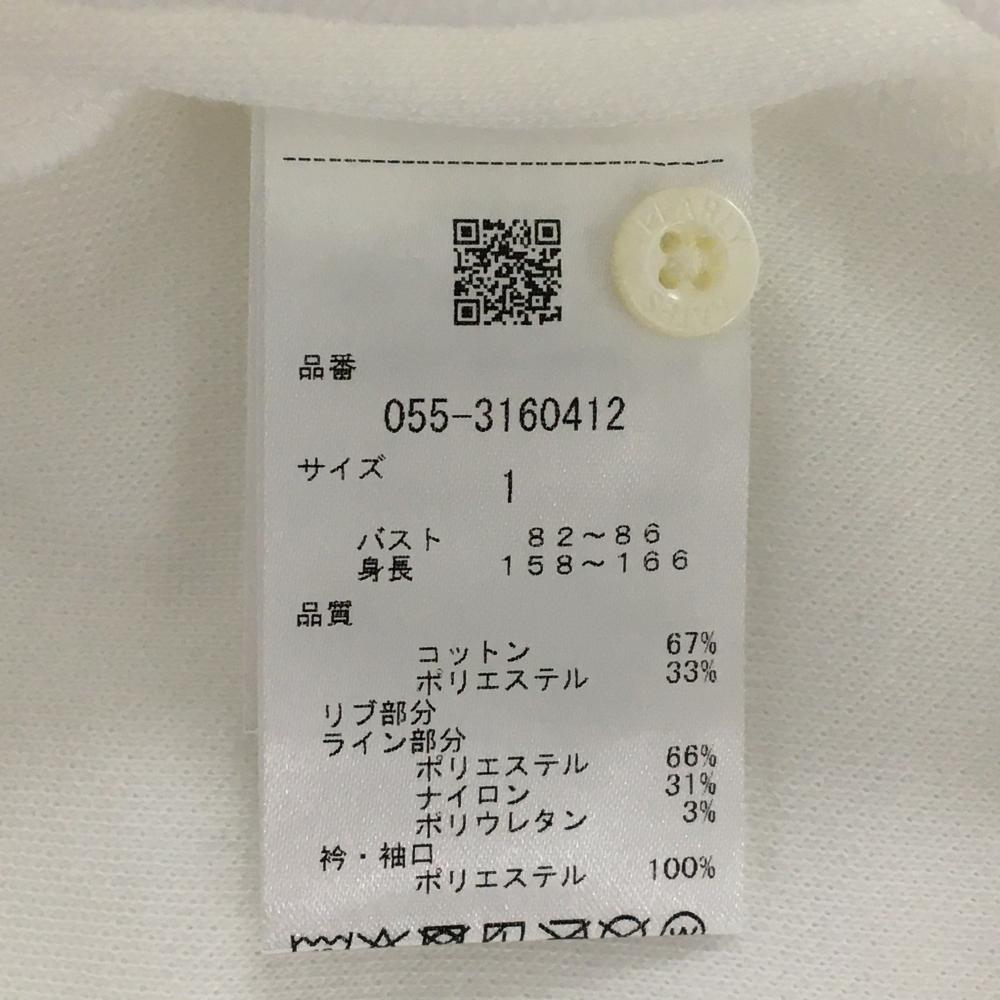 品番
055-3160412
サイズ
1
バスト 82～86
身長 158～166
品質
コットン 67%
ポリエステル 33%
リブ部分
ライン部分
ポリエステル 66%
ナイロン 31%
ポリウレタン 3%
衿・袖口
ポリエステル 100%
PEARLY
GATES